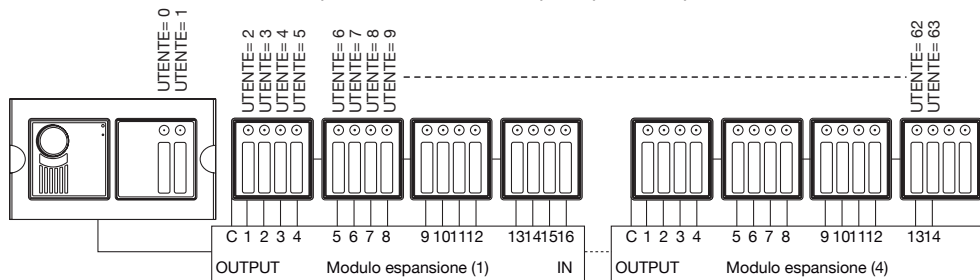 UTENTE= 0
UTENTE= 1
UTENTE= 2
UTENTE= 3
UTENTE= 4
UTENTE= 5
UTENTE= 6
UTENTE= 7
UTENTE= 8
UTENTE= 9
UTENTE= 62
UTENTE= 63
C 1 2 3 4 5 6 7 8 9 10 11 12 13 14 15 16 C 1 2 3 4 5 6 7 8 9 10 11 12 13 14
OUTPUT Modulo espansione (1) IN OUTPUT Modulo espansione (4)